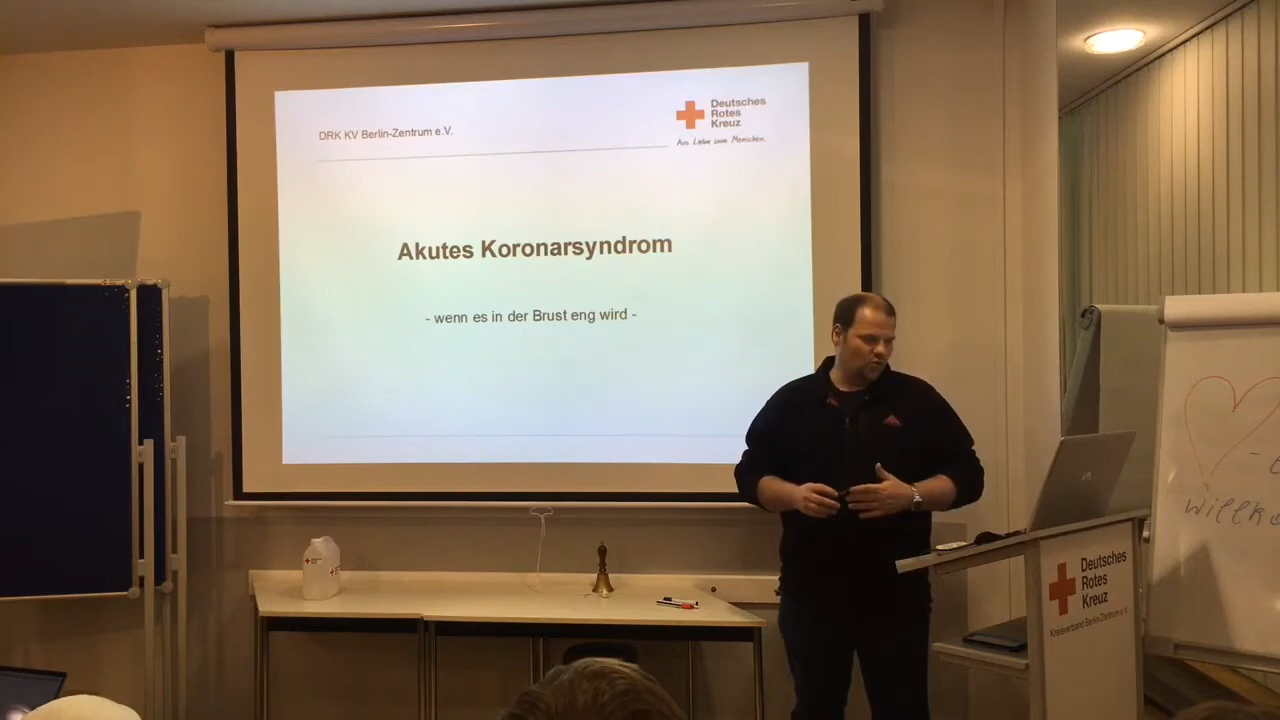 DRK KV Berlin-Zentrum e.V.
Deutsches
Rotes
Kreuz
Aus Liebe zum Menschen.
Akutes Koronarsyndrom
- wenn es in der Brust eng wird -
Deutsches
Rotes
Kreuz
Kreisverband Berlin-Zentrum e.V.